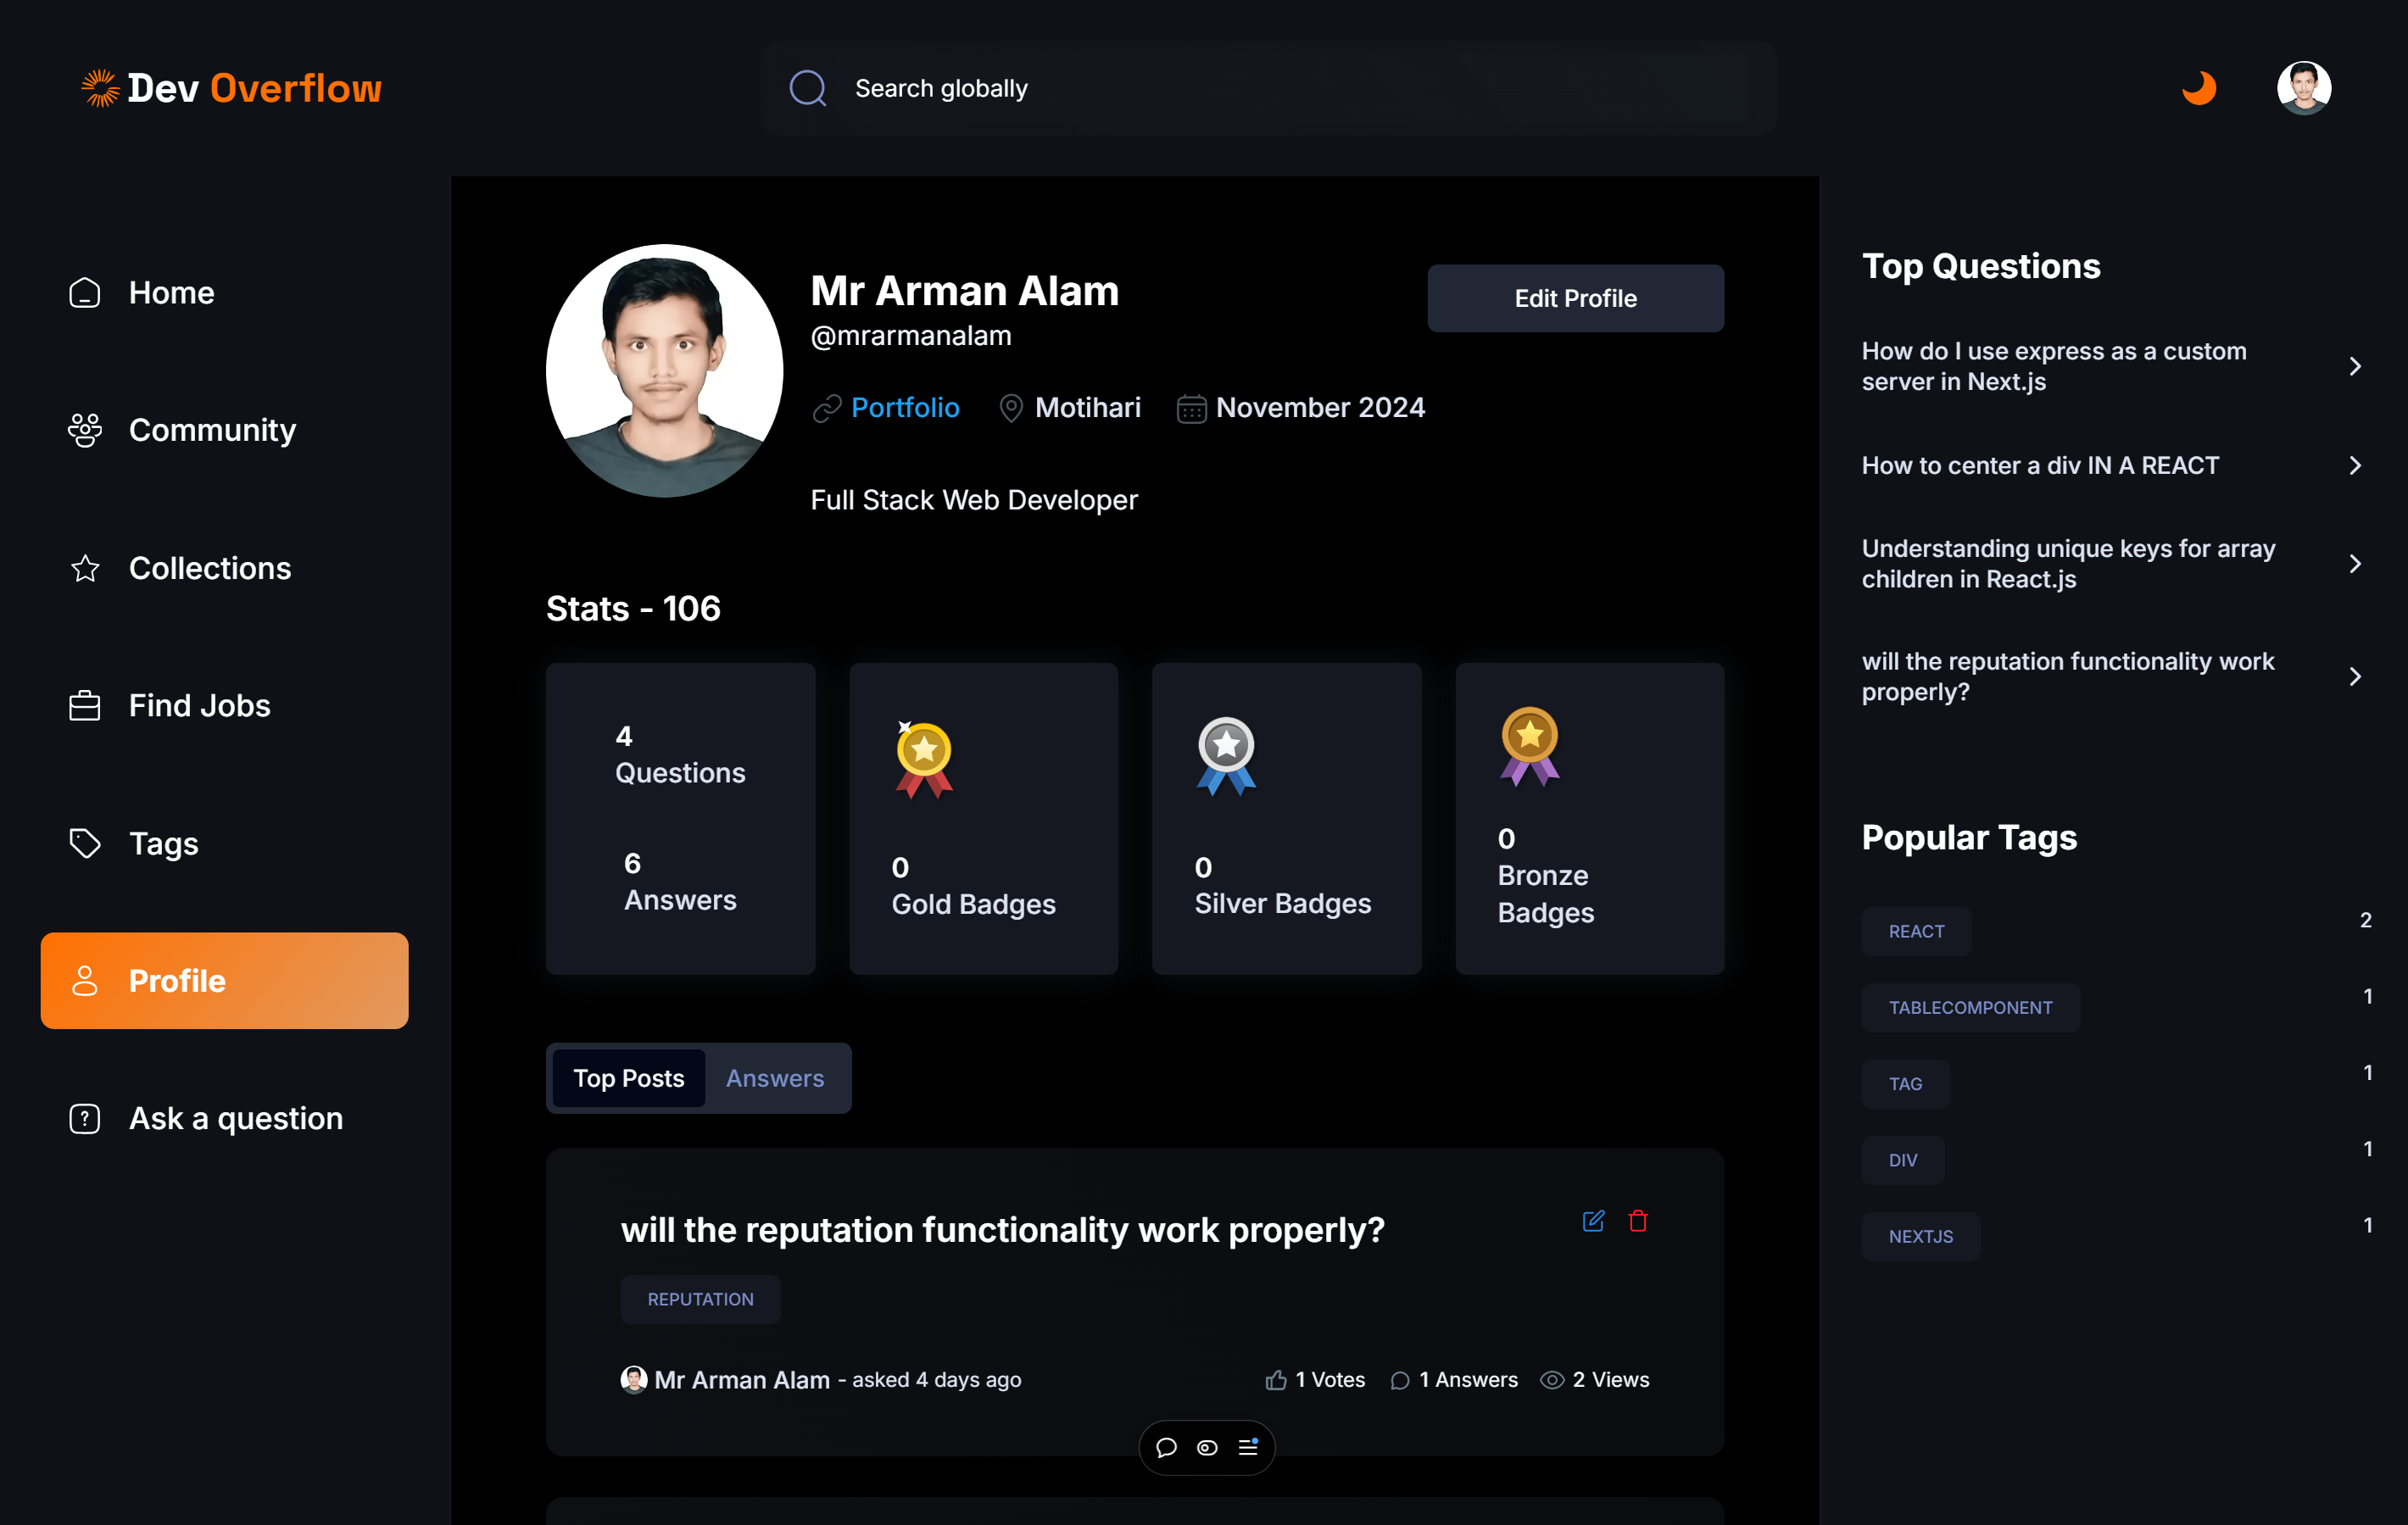 Dev Overflow
Search globally
Home
Community
Collections
Find Jobs
Tags
Profile
Ask a question
Mr Arman Alam
@mrarmanalam
Edit Profile
Portfolio Motihari November 2024
Full Stack Web Developer
Stats - 106
4
Questions
6
Answers
0
Gold Badges
0
Silver Badges
0
Bronze
Badges
Top Posts Answers
will the reputation functionality work properly?
REPUTATION
Mr Arman Alam - asked 4 days ago
1 Votes 1 Answers 2 Views
Top Questions
How do I use express as a custom
server in Next.js
How to center a div IN A REACT
Understanding unique keys for array
children in React.js
will the reputation functionality work
properly?
Popular Tags
REACT 2
TABLECOMPONENT 1
TAG 1
DIV 1
NEXTJS 1